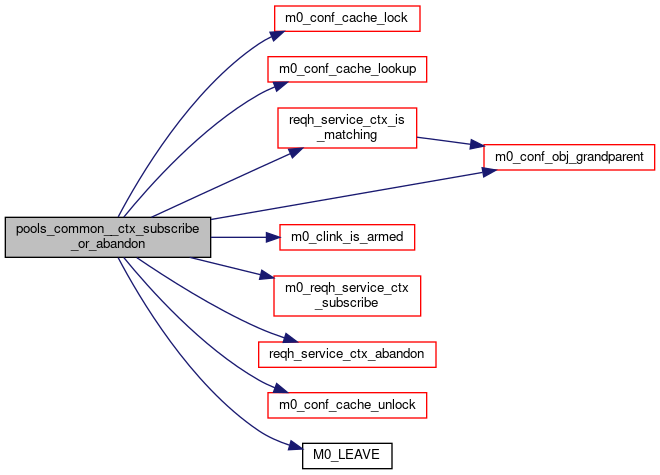 m0_conf_cache_lock
m0_conf_cache_lookup
reqh_service_ctx_is
_matching
m0_conf_obj_grandparent
pools_common__ctx_subscribe
_or_abandon
m0_clink_is_armed
m0_reqh_service_ctx
_subscribe
reqh_service_ctx_abandon
m0_conf_cache_unlock
M0_LEAVE